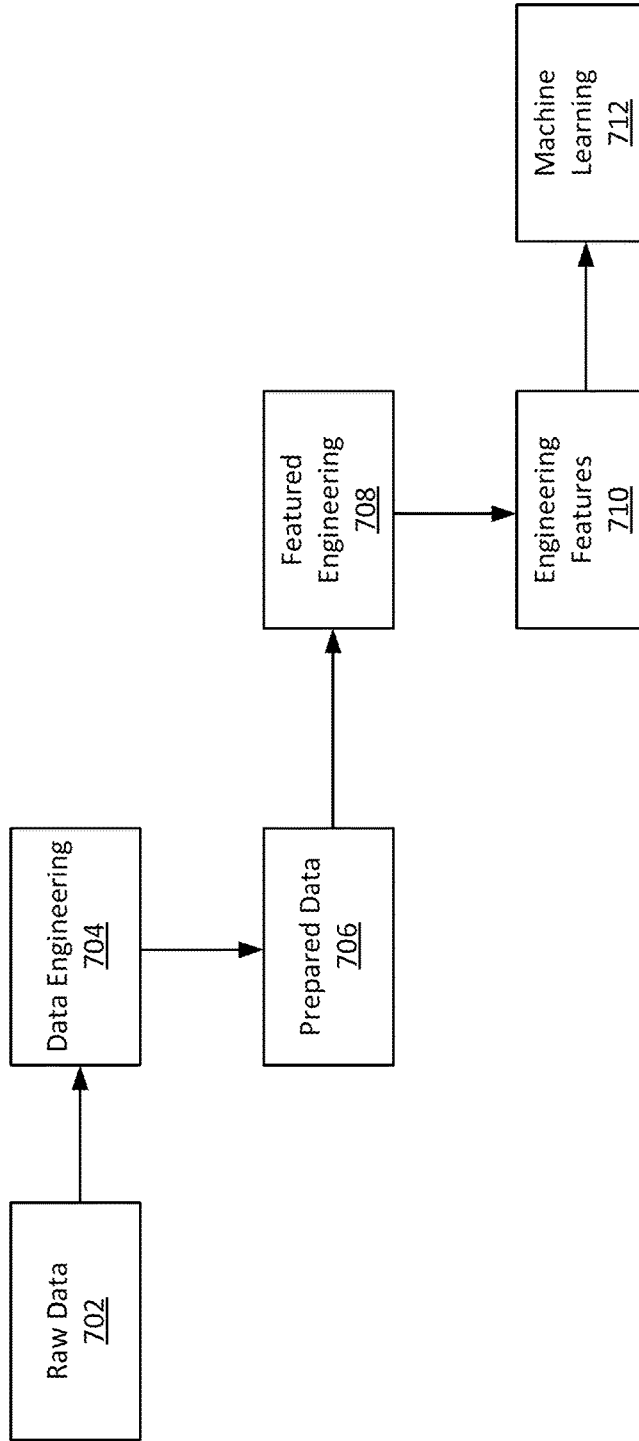 Raw Data
702
Data Engineering
704
Prepared Data
706
Featured
Engineering
708
Engineering
Features
710
Machine
Learning
712